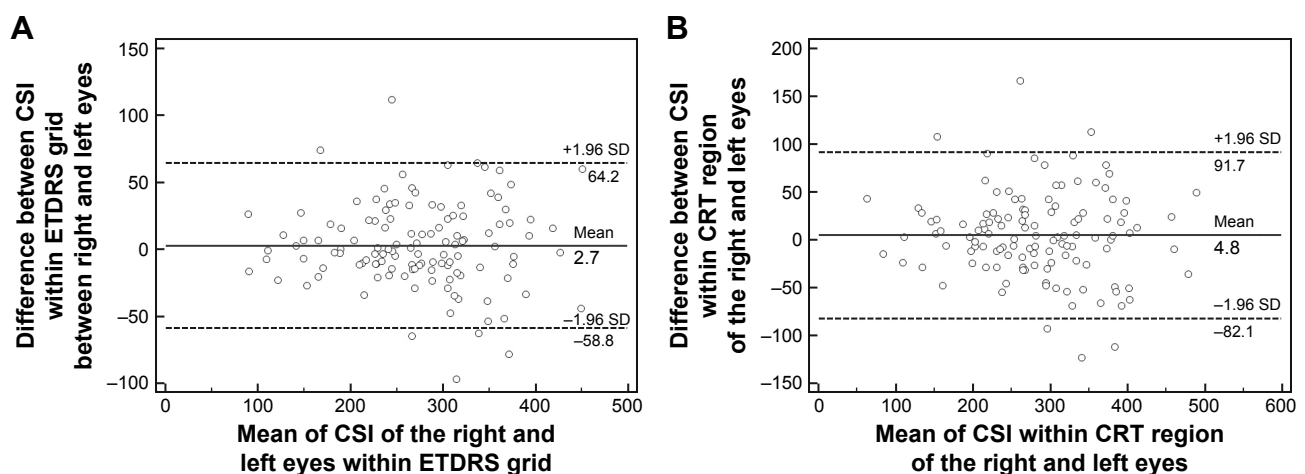 A
Difference between CSI
within ETDRS grid
between right and left eyes
150
100
50
0
–50
–100
+1.96 SD
64.2
Mean
2.7
–1.96 SD
–58.8
0
100
200
300
400
500
Mean of CSI of the right and
left eyes within ETDRS grid
B
Difference between CSI
within CRT region
of the right and left eyes
200
150
100
50
0
–50
–100
–150
+1.96 SD
91.7
Mean
4.8
–1.96 SD
–82.1
0
100
200
300
400
500
600
Mean of CSI within CRT region
of the right and left eyes